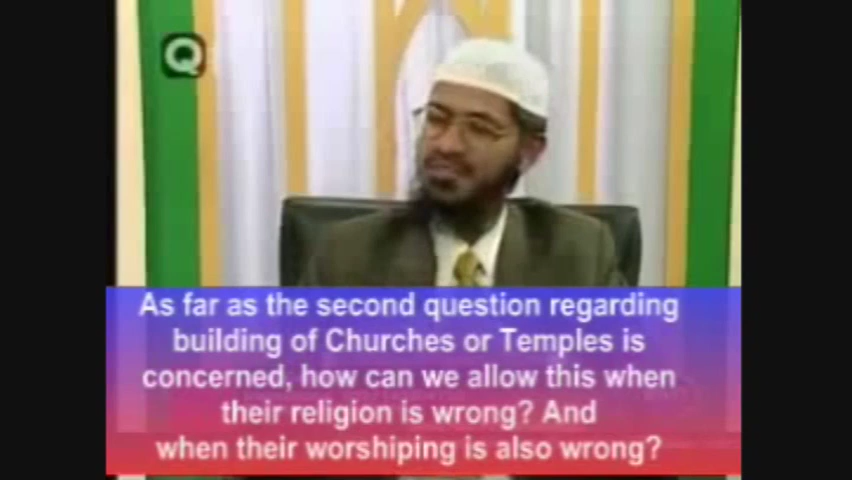 Q
As far as the second question regarding
building of Churches or Temples is
concerned, how can we allow this when
their religion is wrong? And
when their worshiping is also wrong?